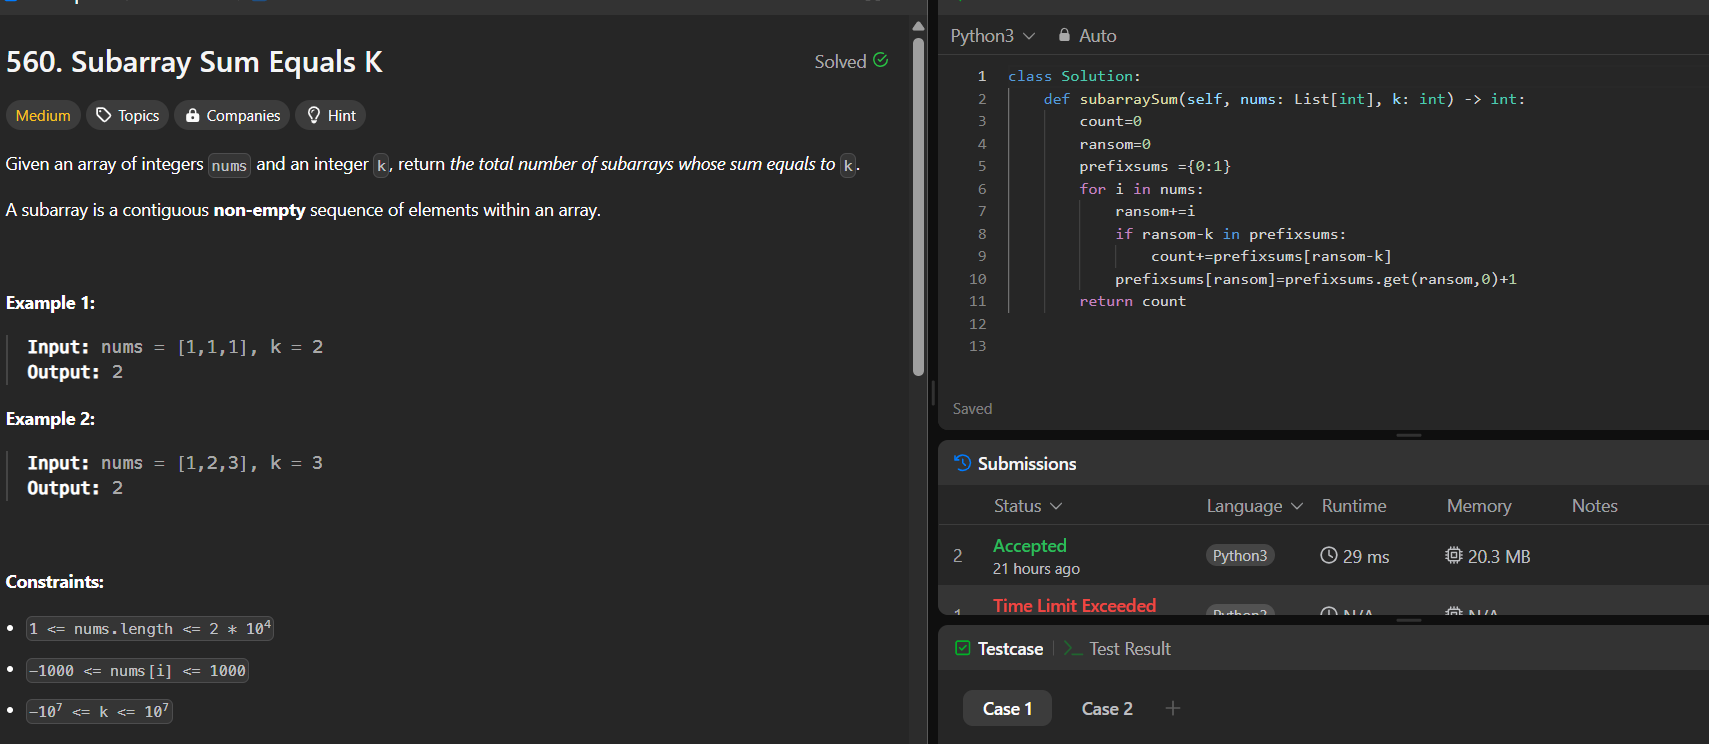 560. Subarray Sum Equals K
Solved
Medium
Topics
Companies
Hint
Given an array of integers nums and an integer k, return the total number of subarrays whose sum equals to k.
A subarray is a contiguous non-empty sequence of elements within an array.
Example 1:
Input: nums = [1,1,1], k = 2
Output: 2
Example 2:
Input: nums = [1,2,3], k = 3
Output: 2
Constraints:
• 1 <= nums.length <= 2 * 10⁴
• -1000 <= nums[i] <= 1000
• -10⁷ <= k <= 10⁷
Python3
Auto
1 class Solution:
2     def subarraySum(self, nums: List[int], k: int) -> int:
3         count=0
4         ransom=0
5         prefixsums ={0:1}
6         for i in nums:
7             ransom+=i
8             if ransom-k in prefixsums:
9                 count+=prefixsums[ransom-k]
10             prefixsums[ransom]=prefixsums.get(ransom,0)+1
11         return count
12
13
Saved
Submissions
Status Language Runtime Memory Notes
2 Accepted Python3 29 ms 20.3 MB
21 hours ago
1 Time Limit Exceeded Python3 N/A N/A
Testcase
Test Result
Case 1
Case 2
+